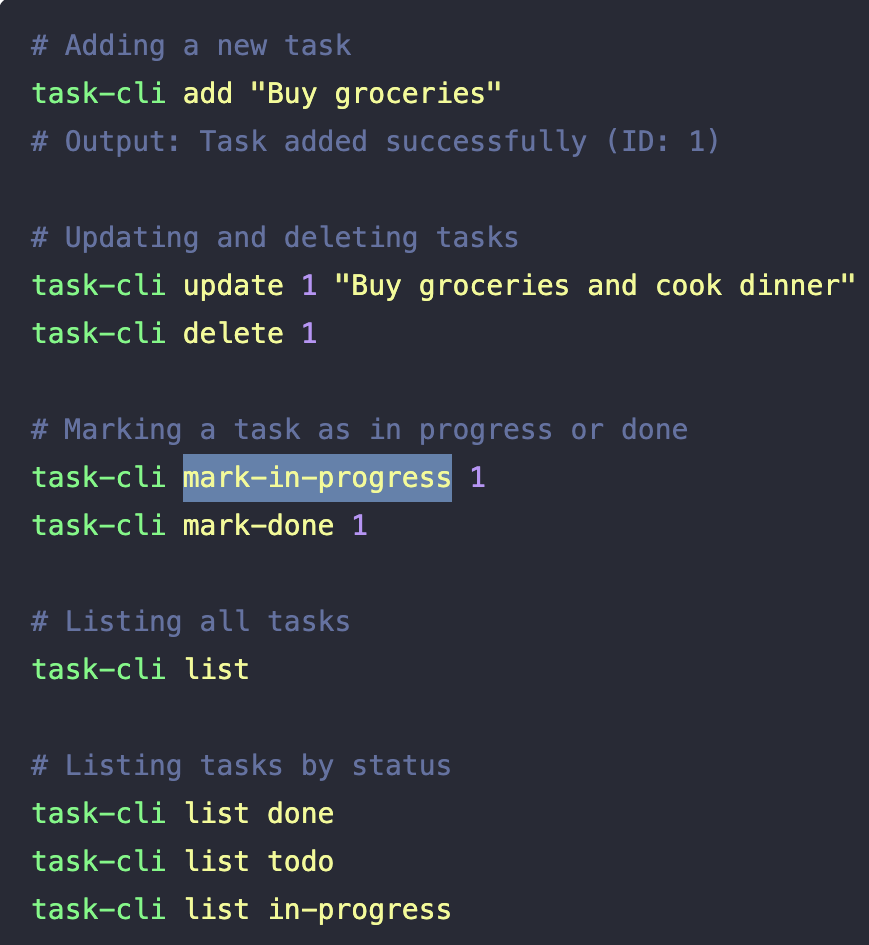 # Adding a new task
task-cli add "Buy groceries"
# Output: Task added successfully (ID: 1)
# Updating and deleting tasks
task-cli update 1 "Buy groceries and cook dinner"
task-cli delete 1
# Marking a task as in progress or done
task-cli mark-in-progress 1
task-cli mark-done 1
# Listing all tasks
task-cli list
# Listing tasks by status
task-cli list done
task-cli list todo
task-cli list in-progress